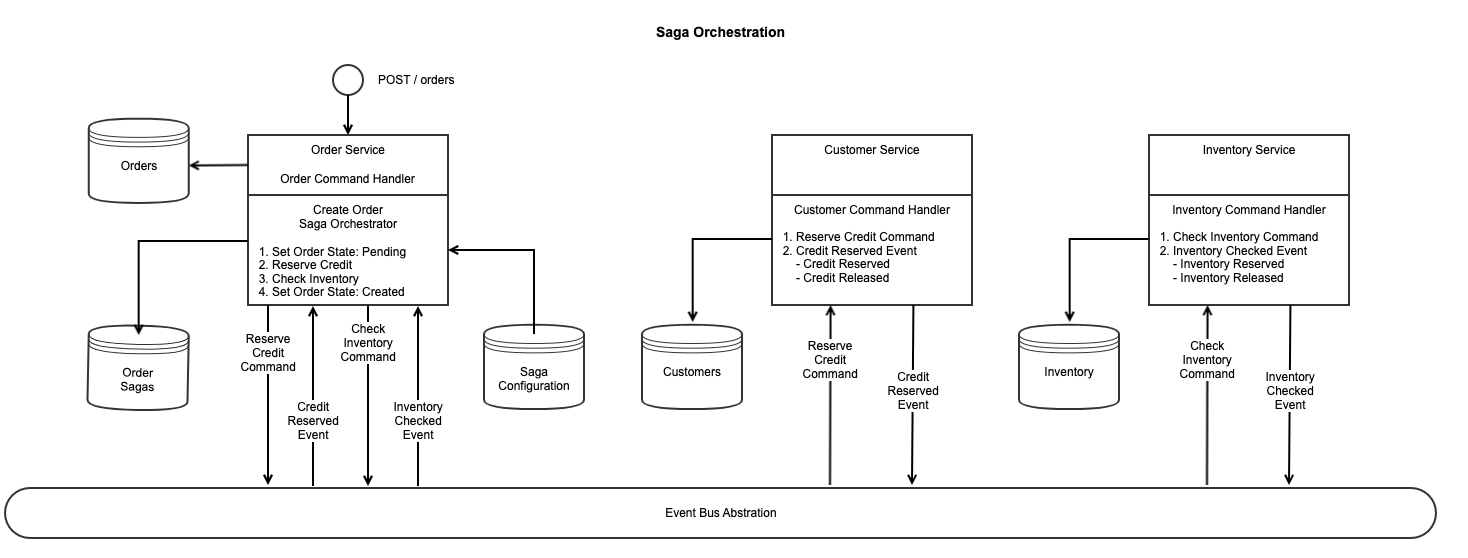 Saga Orchestration
POST / orders
Orders
Order Service
Order Command Handler
Create Order
Saga Orchestrator
1. Set Order State: Pending
2. Reserve Credit
3. Check Inventory
4. Set Order State: Created
Order
Sagas
Reserve
Credit
Command
Credit
Reserved
Event
Check
Inventory
Command
Inventory
Checked
Event
Saga
Configuration
Customer Service
Customer Command Handler
1. Reserve Credit Command
2. Credit Reserved Event
- Credit Reserved
- Credit Released
Customers
Reserve
Credit
Command
Credit
Reserved
Event
Inventory Service
Inventory Command Handler
1. Check Inventory Command
2. Inventory Checked Event
- Inventory Reserved
- Inventory Released
Inventory
Check
Inventory
Command
Inventory
Checked
Event
Event Bus Abstration